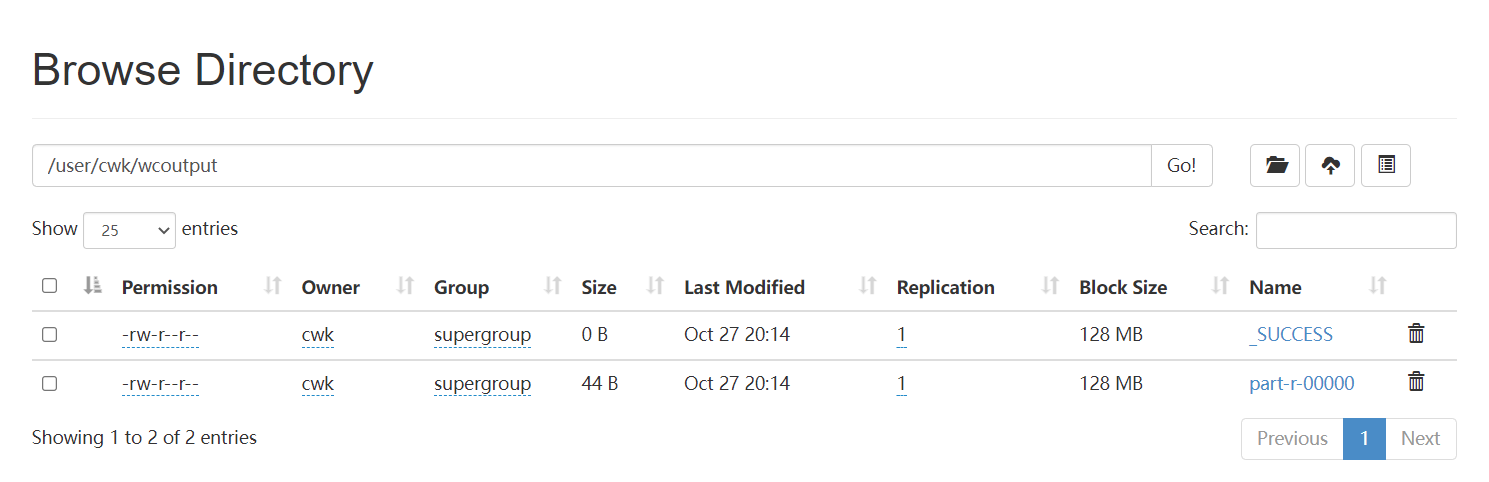 Browse Directory
/user/cwk/wcoutput Go!
Show 25 entries Search:
Permission Owner Group Size Last Modified Replication Block Size Name
-rw-r--r-- cwk supergroup 0 B Oct 27 20:14 1 128 MB _SUCCESS
-rw-r--r-- cwk supergroup 44 B Oct 27 20:14 1 128 MB part-r-00000
Showing 1 to 2 of 2 entries Previous 1 Next